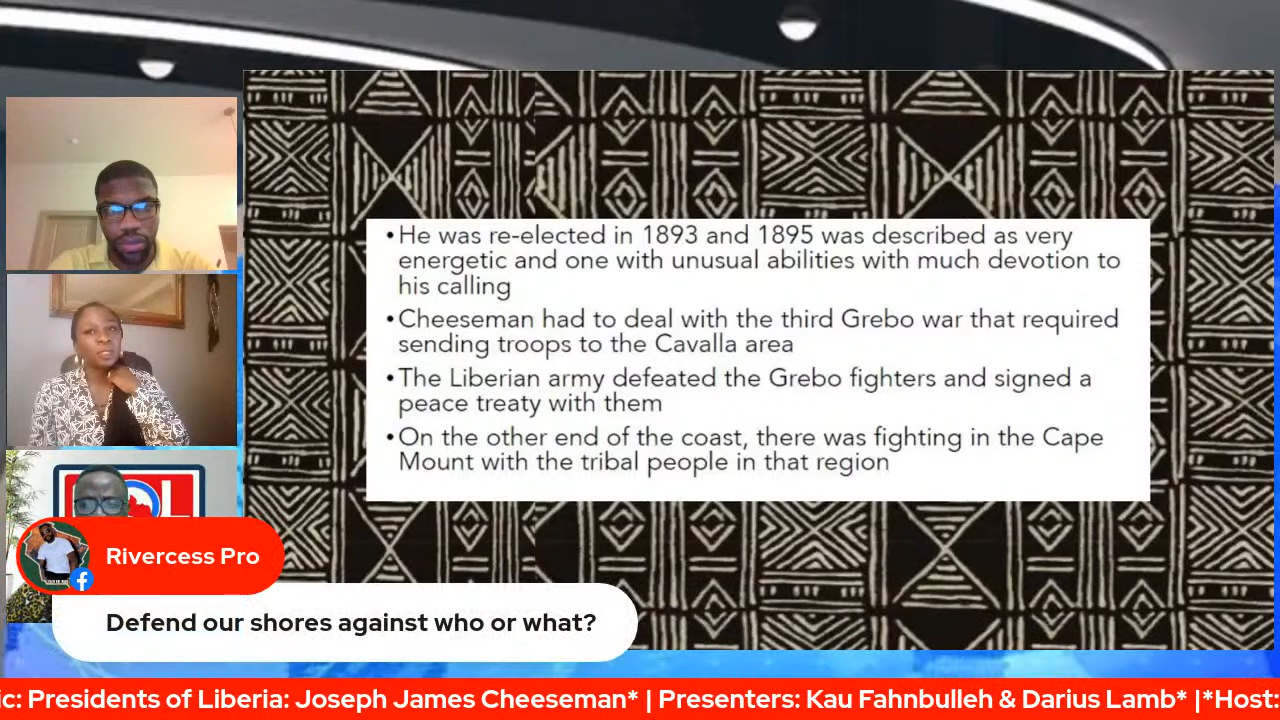 •He was re-elected in 1893 and 1895 was described as very
energetic and one with unusual abilities with much devotion to
his calling
•Cheeseman had to deal with the third Grebo war that required
sending troops to the Cavalla area
•The Liberian army defeated the Grebo fighters and signed a
peace treaty with them
•On the other end of the coast, there was fighting in the Cape
Mount with the tribal people in that region
Rivercess Pro
Defend our shores against who or what?
ic: Presidents of Liberia: Joseph James Cheeseman* | Presenters: Kau Fahnbulleh & Darius Lamb* |*Host: